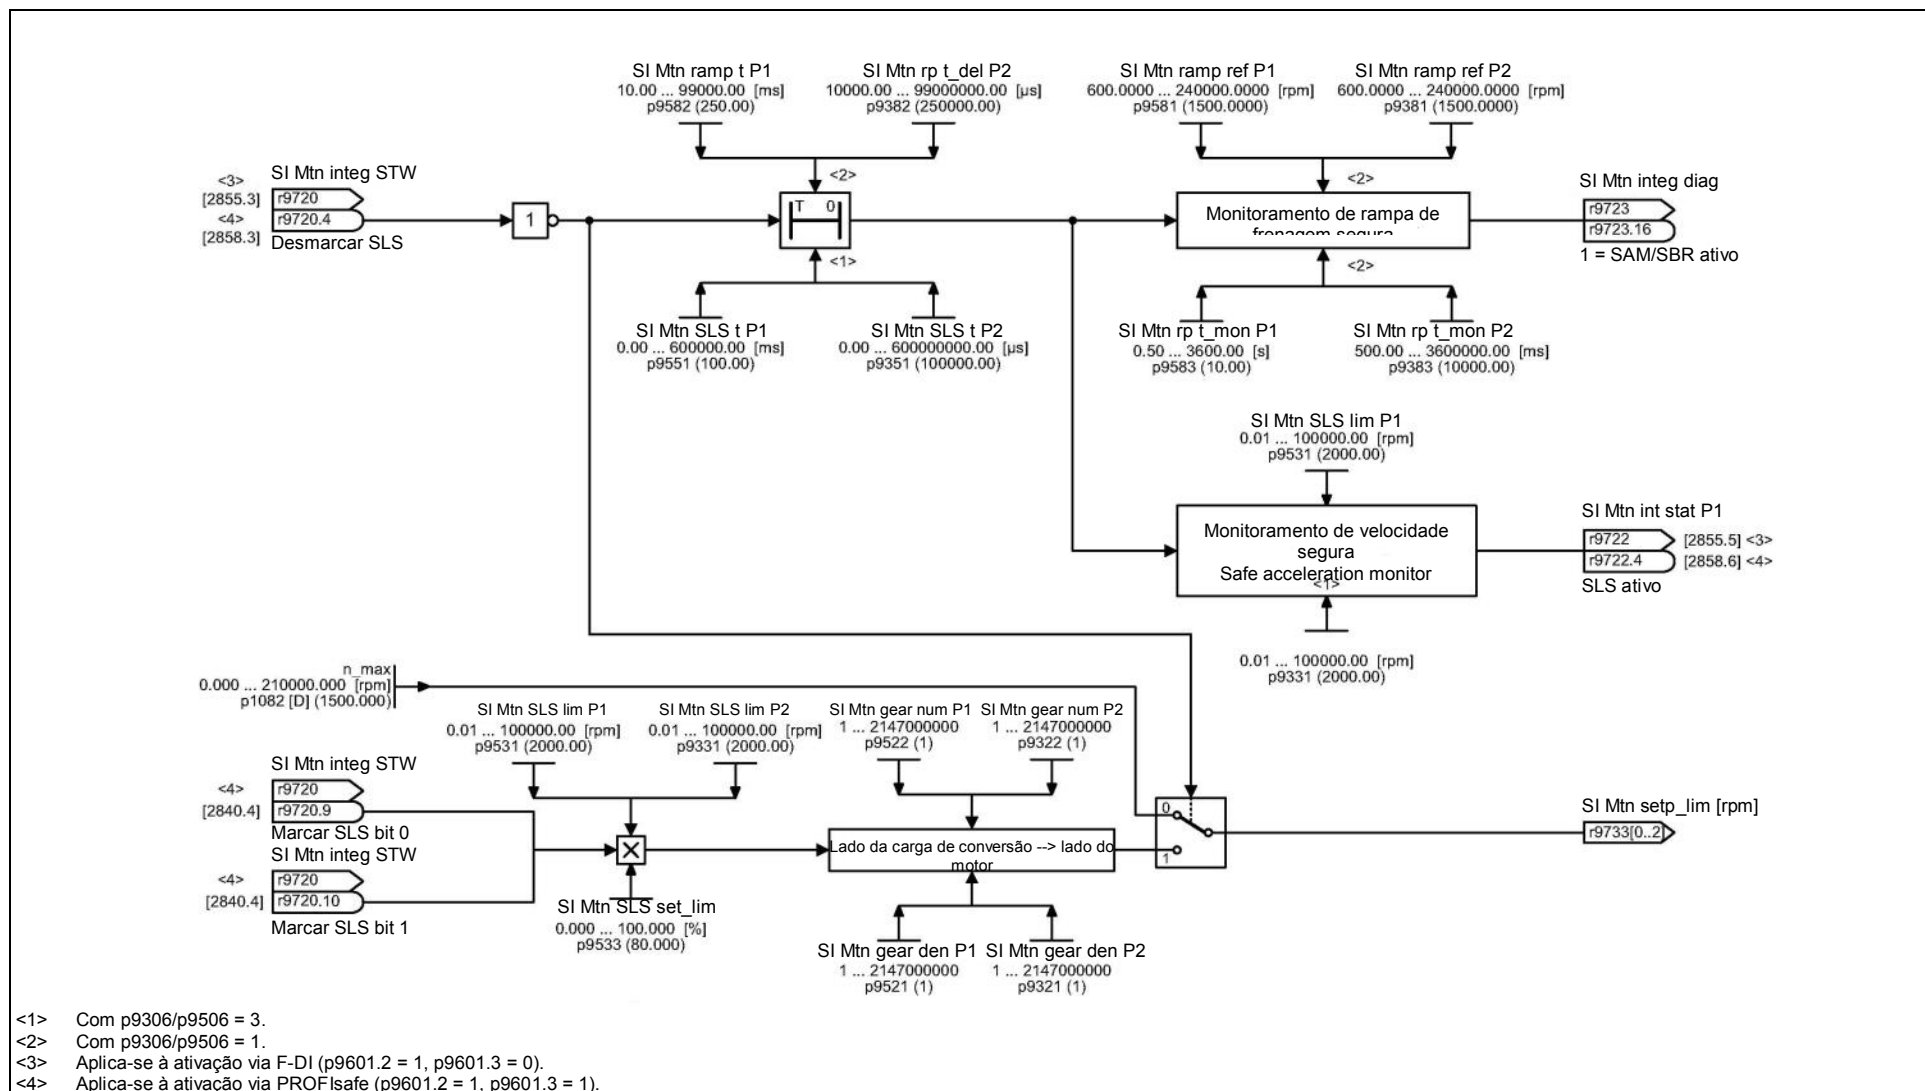 SI Mtn ramp t P1
10.00 ... 99000.00 [ms]
p9582 (250.00)
SI Mtn rp t_del P2
10000.00 ... 99000000.00 [µs]
p9382 (250000.00)
SI Mtn ramp ref P1
600.0000 ... 240000.0000 [rpm]
p9581 (1500.0000)
SI Mtn ramp ref P2
600.0000 ... 240000.0000 [rpm]
p9381 (1500.0000)
SI Mtn integ STW
<3>
[2855.3]
r9720
<4>
[2858.3]
r9720.4
Desmarcar SLS
1
<2>
T 0
<1>
<2>
Monitoramento de rampa de
frenagem segura
<2>
SI Mtn integ diag
r9723
r9723.16
1 = SAM/SBR ativo
SI Mtn SLS t P1
0.00 ... 600000.00 [ms]
p9551 (100.00)
SI Mtn SLS t P2
0.00 ... 600000000.00 [µs]
p9351 (100000.00)
SI Mtn rp t_mon P1
0.50 ... 3600.00 [s]
p9583 (10.00)
SI Mtn rp t_mon P2
500.00 ... 3600000.00 [ms]
p9383 (10000.00)
SI Mtn SLS lim P1
0.01 ... 100000.00 [rpm]
p9531 (2000.00)
Monitoramento de velocidade
segura
Safe acceleration monitor
<1>
SI Mtn int stat P1
r9722
[2855.5] <3>
r9722.4
[2858.6] <4>
SLS ativo
0.01 ... 100000.00 [rpm]
p9331 (2000.00)
n_max
0.000 ... 210000.000 [rpm]
p1082 [D] (1500.000)
SI Mtn SLS lim P1
0.01 ... 100000.00 [rpm]
p9531 (2000.00)
SI Mtn SLS lim P2
0.01 ... 100000.00 [rpm]
p9331 (2000.00)
SI Mtn gear num P1
1 ... 2147000000
p9522 (1)
SI Mtn gear num P2
1 ... 2147000000
p9322 (1)
SI Mtn integ STW
<4>
[2840.4]
r9720
r9720.9
Marcar SLS bit 0
SI Mtn integ STW
<4>
[2840.4]
r9720
r9720.10
Marcar SLS bit 1
SI Mtn SLS set_lim
0.000 ... 100.000 [%]
p9533 (80.000)
Lado da carga de conversão --> lado do
motor
0
1
SI Mtn setp_lim [rpm]
r9733[0..2]
SI Mtn gear den P1
1 ... 2147000000
p9521 (1)
SI Mtn gear den P2
1 ... 2147000000
p9321 (1)
<1> Com p9306/p9506 = 3.
<2> Com p9306/p9506 = 1.
<3> Aplica-se à ativação via F-DI (p9601.2 = 1, p9601.3 = 0).
<4> Aplica-se à ativação via PROFIsafe (p9601.2 = 1, p9601.3 = 1).